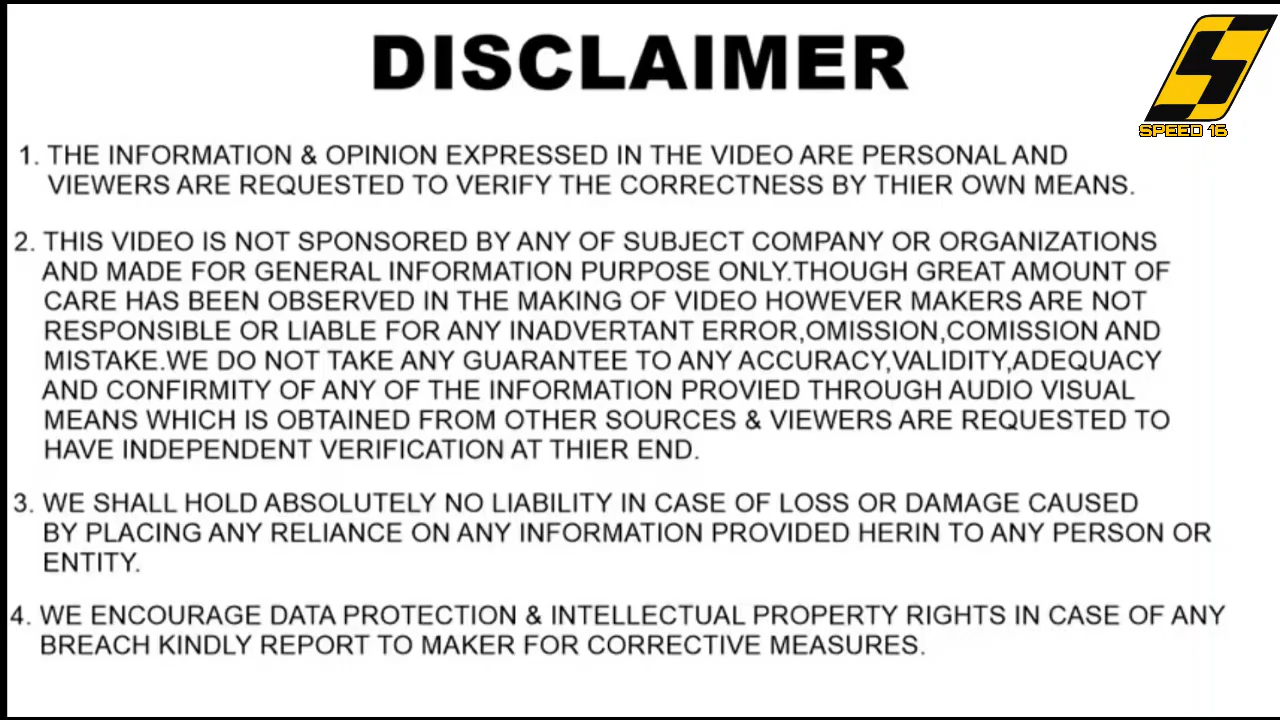 DISCLAIMER
SPEED 16
1. THE INFORMATION & OPINION EXPRESSED IN THE VIDEO ARE PERSONAL AND
VIEWERS ARE REQUESTED TO VERIFY THE CORRECTNESS BY THIER OWN MEANS.
2. THIS VIDEO IS NOT SPONSORED BY ANY OF SUBJECT COMPANY OR ORGANIZATIONS
AND MADE FOR GENERAL INFORMATION PURPOSE ONLY.THOUGH GREAT AMOUNT OF
CARE HAS BEEN OBSERVED IN THE MAKING OF VIDEO HOWEVER MAKERS ARE NOT
RESPONSIBLE OR LIABLE FOR ANY INADVERTANT ERROR,OMISSION,COMISSION AND
MISTAKE.WE DO NOT TAKE ANY GUARANTEE TO ANY ACCURACY,VALIDITY,ADEQUACY
AND CONFIRMITY OF ANY OF THE INFORMATION PROVIED THROUGH AUDIO VISUAL
MEANS WHICH IS OBTAINED FROM OTHER SOURCES & VIEWERS ARE REQUESTED TO
HAVE INDEPENDENT VERIFICATION AT THIER END.
3. WE SHALL HOLD ABSOLUTELY NO LIABILITY IN CASE OF LOSS OR DAMAGE CAUSED
BY PLACING ANY RELIANCE ON ANY INFORMATION PROVIDED HERIN TO ANY PERSON OR
ENTITY.
4. WE ENCOURAGE DATA PROTECTION & INTELLECTUAL PROPERTY RIGHTS IN CASE OF ANY
BREACH KINDLY REPORT TO MAKER FOR CORRECTIVE MEASURES.